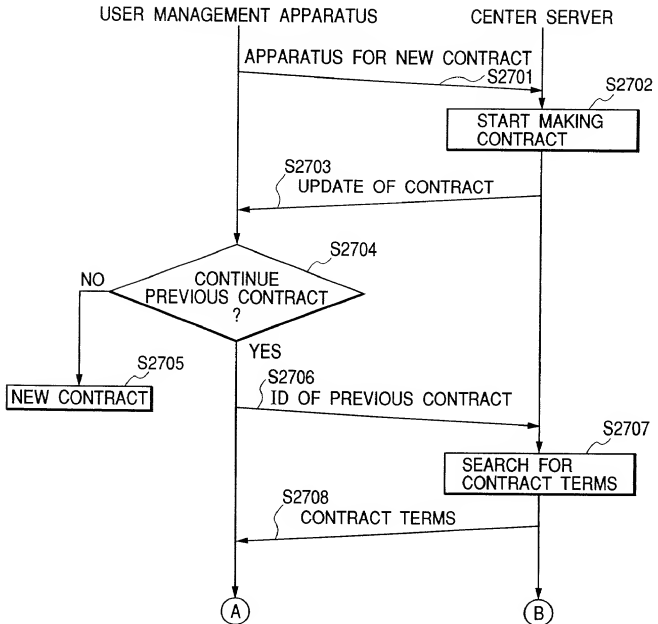 USER MANAGEMENT APPARATUS
CENTER SERVER
APPARATUS FOR NEW CONTRACT
S2701
S2702
START MAKING
CONTRACT
S2703
UPDATE OF CONTRACT
S2704
NO
CONTINUE
PREVIOUS CONTRACT
?
YES
S2705
NEW CONTRACT
S2706
ID OF PREVIOUS CONTRACT
S2707
SEARCH FOR
CONTRACT TERMS
S2708
CONTRACT TERMS
A
B